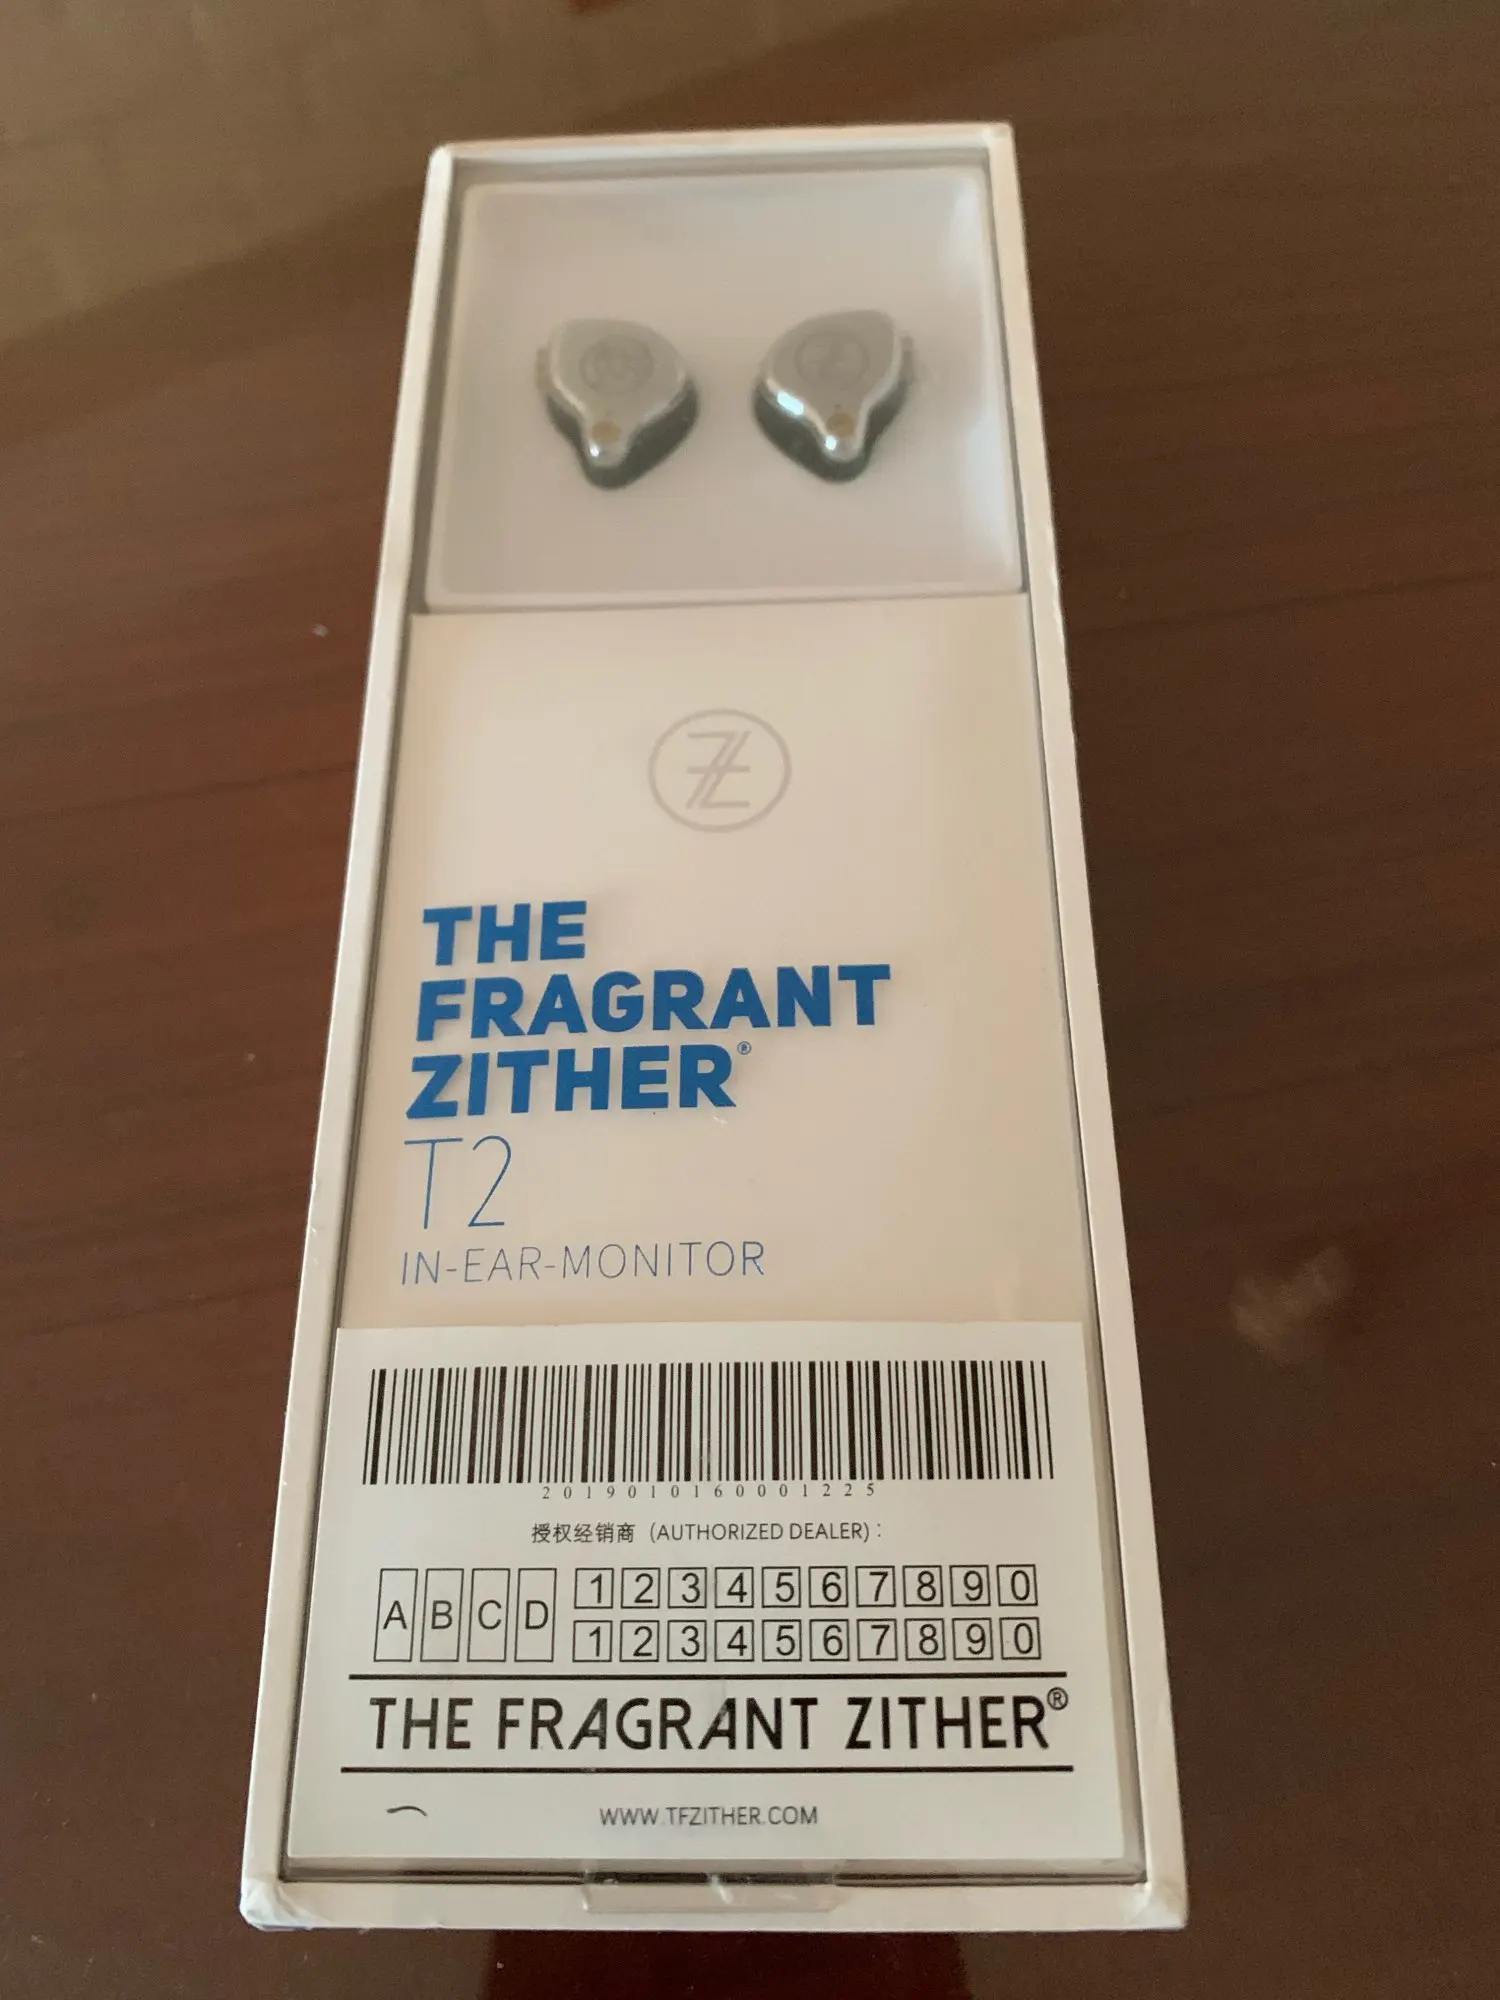 THE
FRAGRANT
ZITHER®
T2
IN-EAR-MONITOR
2019010160001225
授权经销商（AUTHORIZED DEALER）：
A B C D 1 2 3 4 5 6 7 8 9 0
1 2 3 4 5 6 7 8 9 0
THE FRAGRANT ZITHER®
WWW.TFZITHER.COM